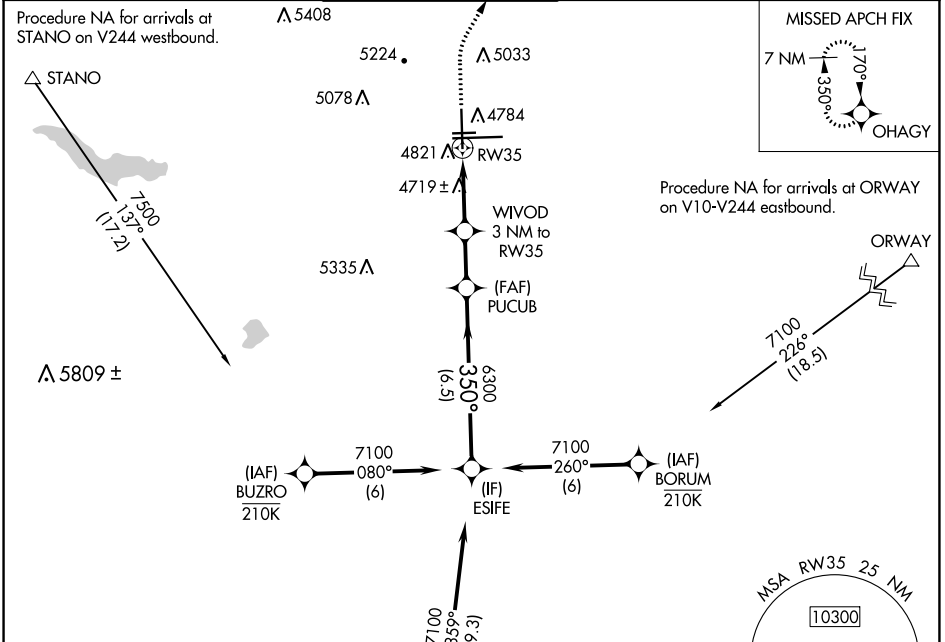 Procedure NA for arrivals at
STANO on V244 westbound.
5408
5224
5033
5078
4784
4821
RW35
4719 ±
STANO
7500
137°
(17.2)
WIVOD
3 NM to
RW35
5335
(FAF)
PUCUB
5809 ±
6300
350°
(6.5)
MISSED APCH FIX
7 NM
350°
170°
OHAGY
Procedure NA for arrivals at ORWAY
on V10-V244 eastbound.
ORWAY
7100
226°
(18.5)
(IAF)
BUZRO
210K
7100
080°
(6)
(IF)
ESIFE
7100
260°
(6)
(IAF)
BORUM
210K
7100
MSA RW35 25 NM
10300